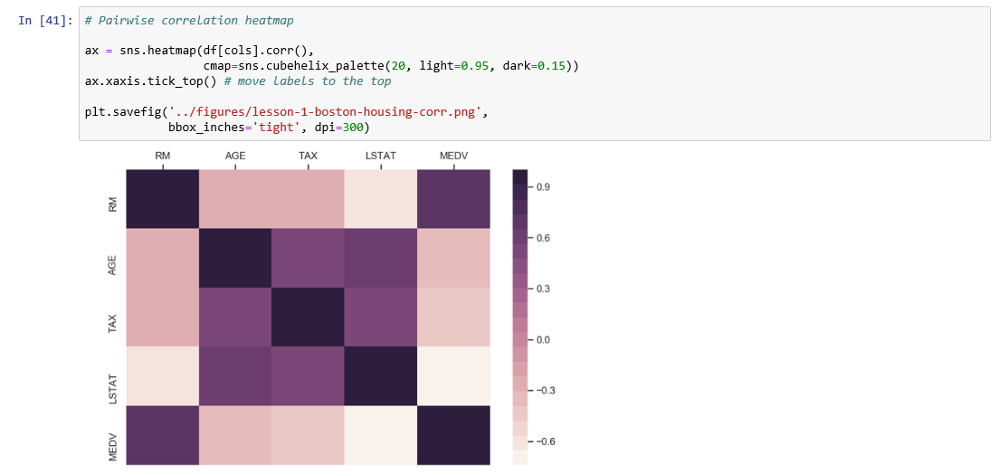 In [41]:
# Pairwise correlation heatmap
ax = sns.heatmap(df[cols].corr(),
cmap=sns.cubehelix_palette(20, light=0.95, dark=0.15))
ax.xaxis.tick_top() # move labels to the top
plt.savefig('../figures/lesson-1-boston-housing-corr.png',
bbox_inches='tight', dpi=300)
RM AGE TAX LSTAT MEDV
RM
AGE
TAX
LSTAT
MEDV
0.9
0.6
0.3
0.0
−0.3
−0.6